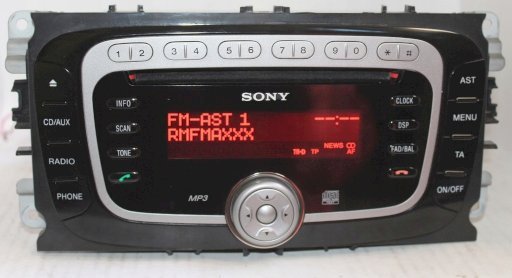 1 2 3 4 5 6 7 8 9 0 * #
SONY
AST
INFO
CLOCK
CD/AUX
FM-AST 1 --:--
MENU
SCAN
RMFMAXXX
DSP
RADIO
TONE
NEWS CD
TP AF
FAD/BAL
TA
PHONE
MP3
ON/OFF